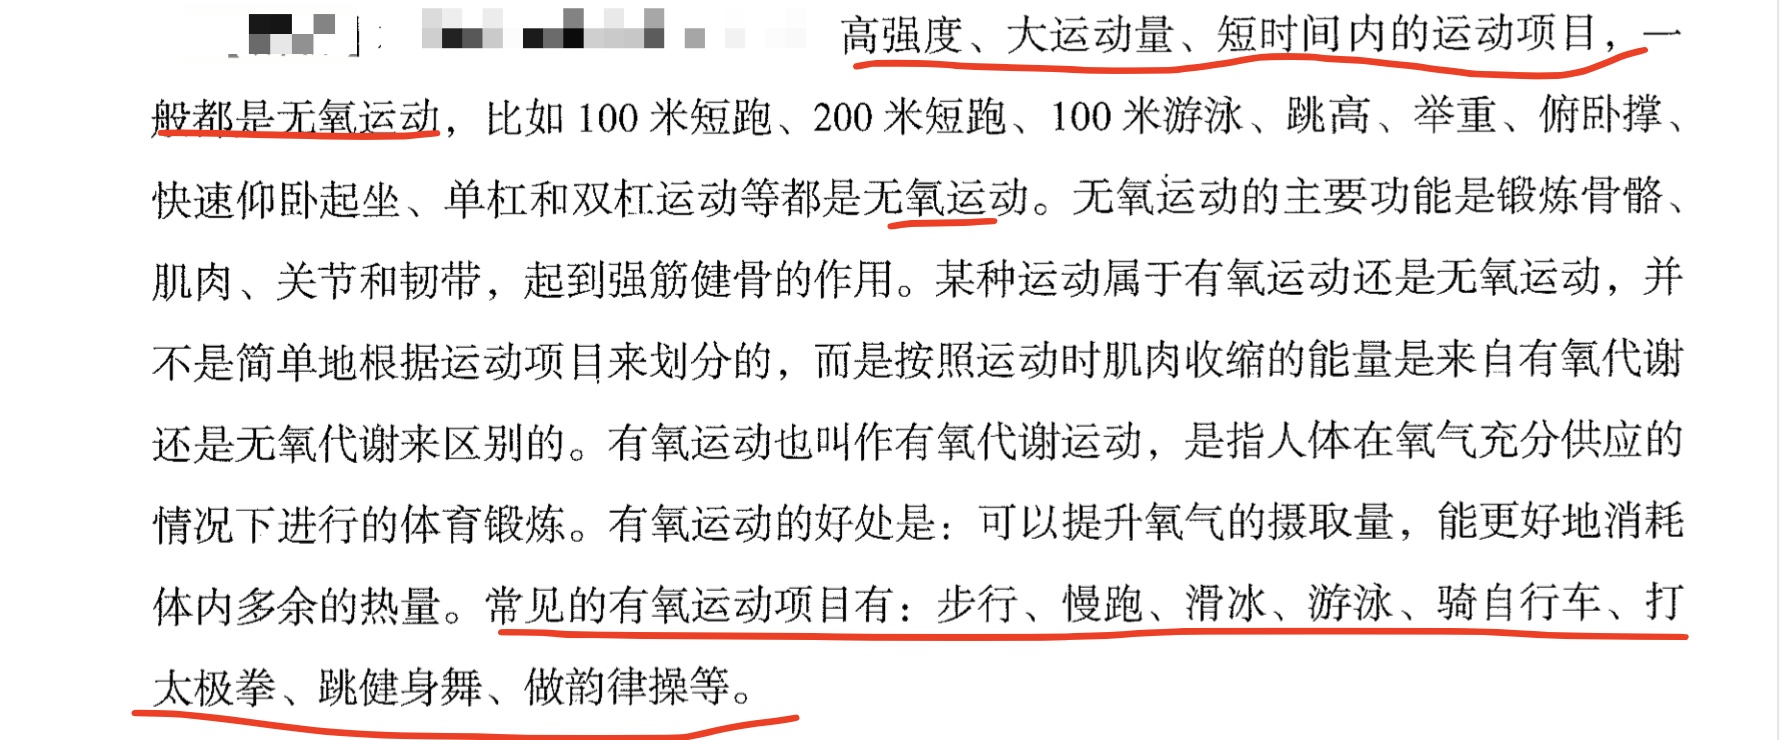 高强度、大运动量、短时间内的运动项目，一
般都是无氧运动，比如 100 米短跑、200 米短跑、100 米游泳、跳高、举重、俯卧撑、
快速仰卧起坐、单杠和双杠运动等都是无氧运动。无氧运动的主要功能是锻炼骨骼、
肌肉、关节和韧带，起到强筋健骨的作用。某种运动属于有氧运动还是无氧运动，并
不是简单地根据运动项目来划分的，而是按照运动时肌肉收缩的能量是来自有氧代谢
还是无氧代谢来区别的。有氧运动也叫作有氧代谢运动，是指人体在氧气充分供应的
情况下进行的体育锻炼。有氧运动的好处是：可以提升氧气的摄取量，能更好地消耗
体内多余的热量。常见的有氧运动项目有：步行、慢跑、滑冰、游泳、骑自行车、打
太极拳、跳健身舞、做韵律操等。